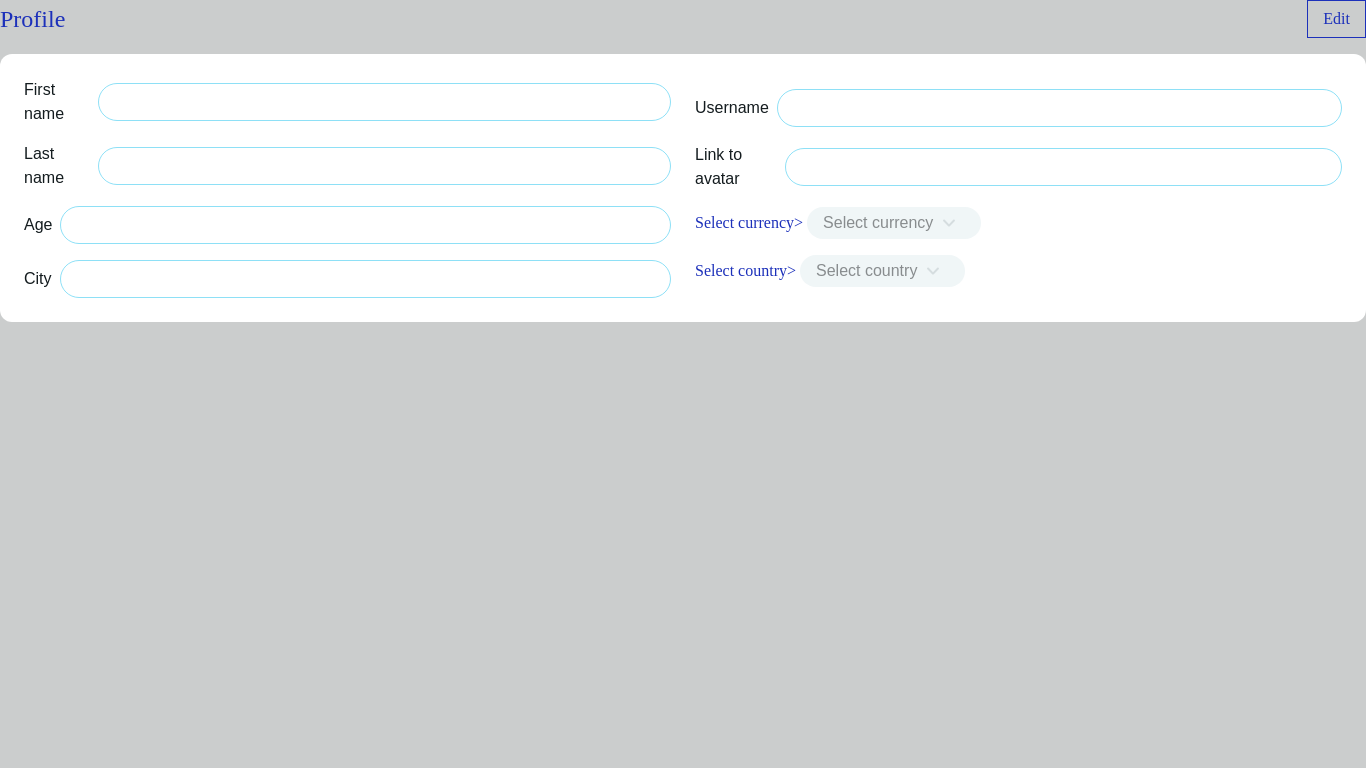 Profile
Edit
First
name
Last
name
Age
City
Username
Link to
avatar
Select currency> Select currency
Select country> Select country